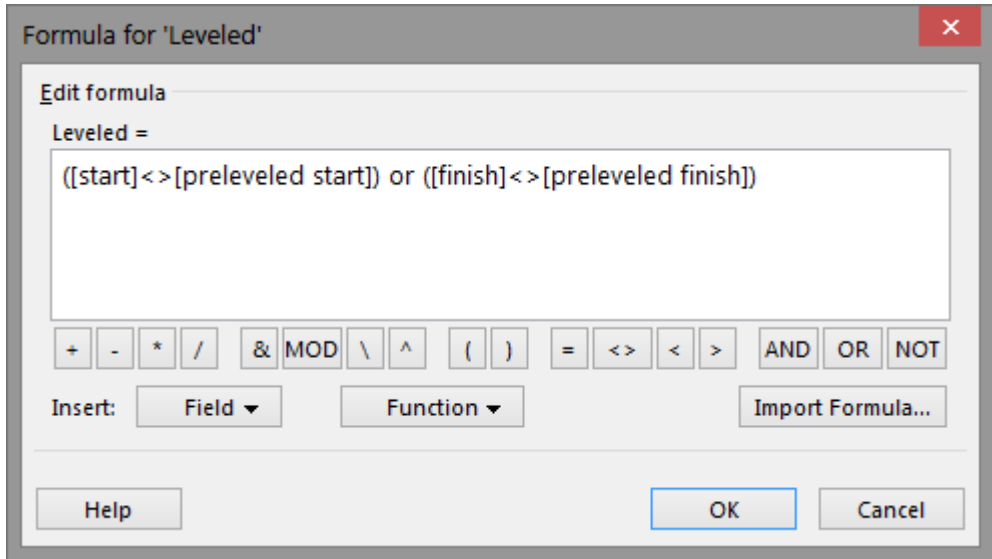 Formula for 'Leveled'
×
Edit formula
Leveled =
([start]<>[preleveled start]) or ([finish]<>[preleveled finish])
+ - * / & MOD \ ^ ( ) = <> < > AND OR NOT
Insert: Field Function Import Formula...
Help OK Cancel